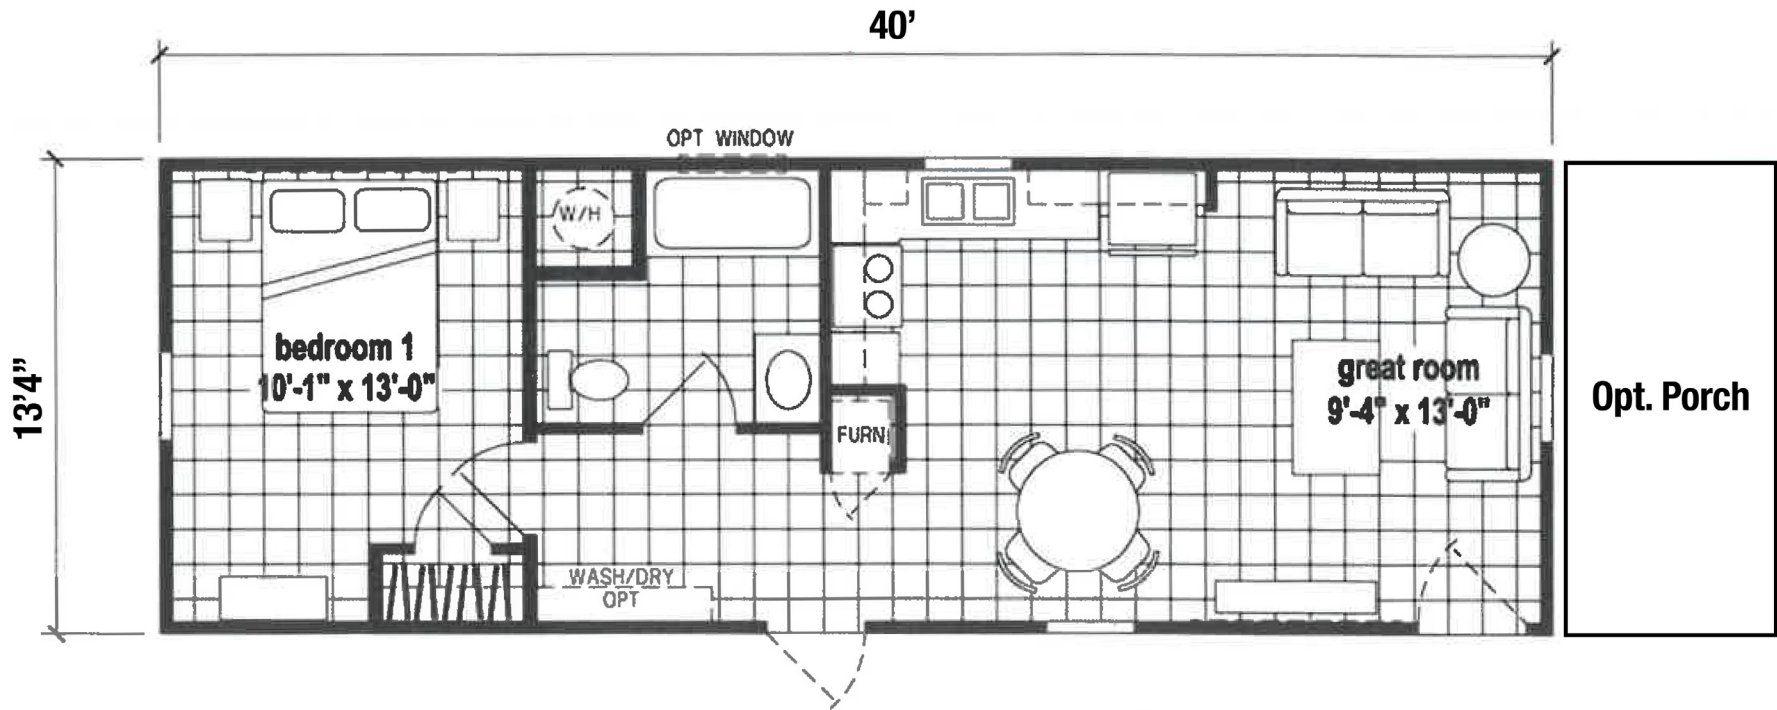 40’
OPT WINDOW
W/H
13’4”
bedroom 1
10'-1" x 13'-0"
great room
9'-4" x 13'-0"
Opt. Porch
FURN
WASH/DRY
OPT